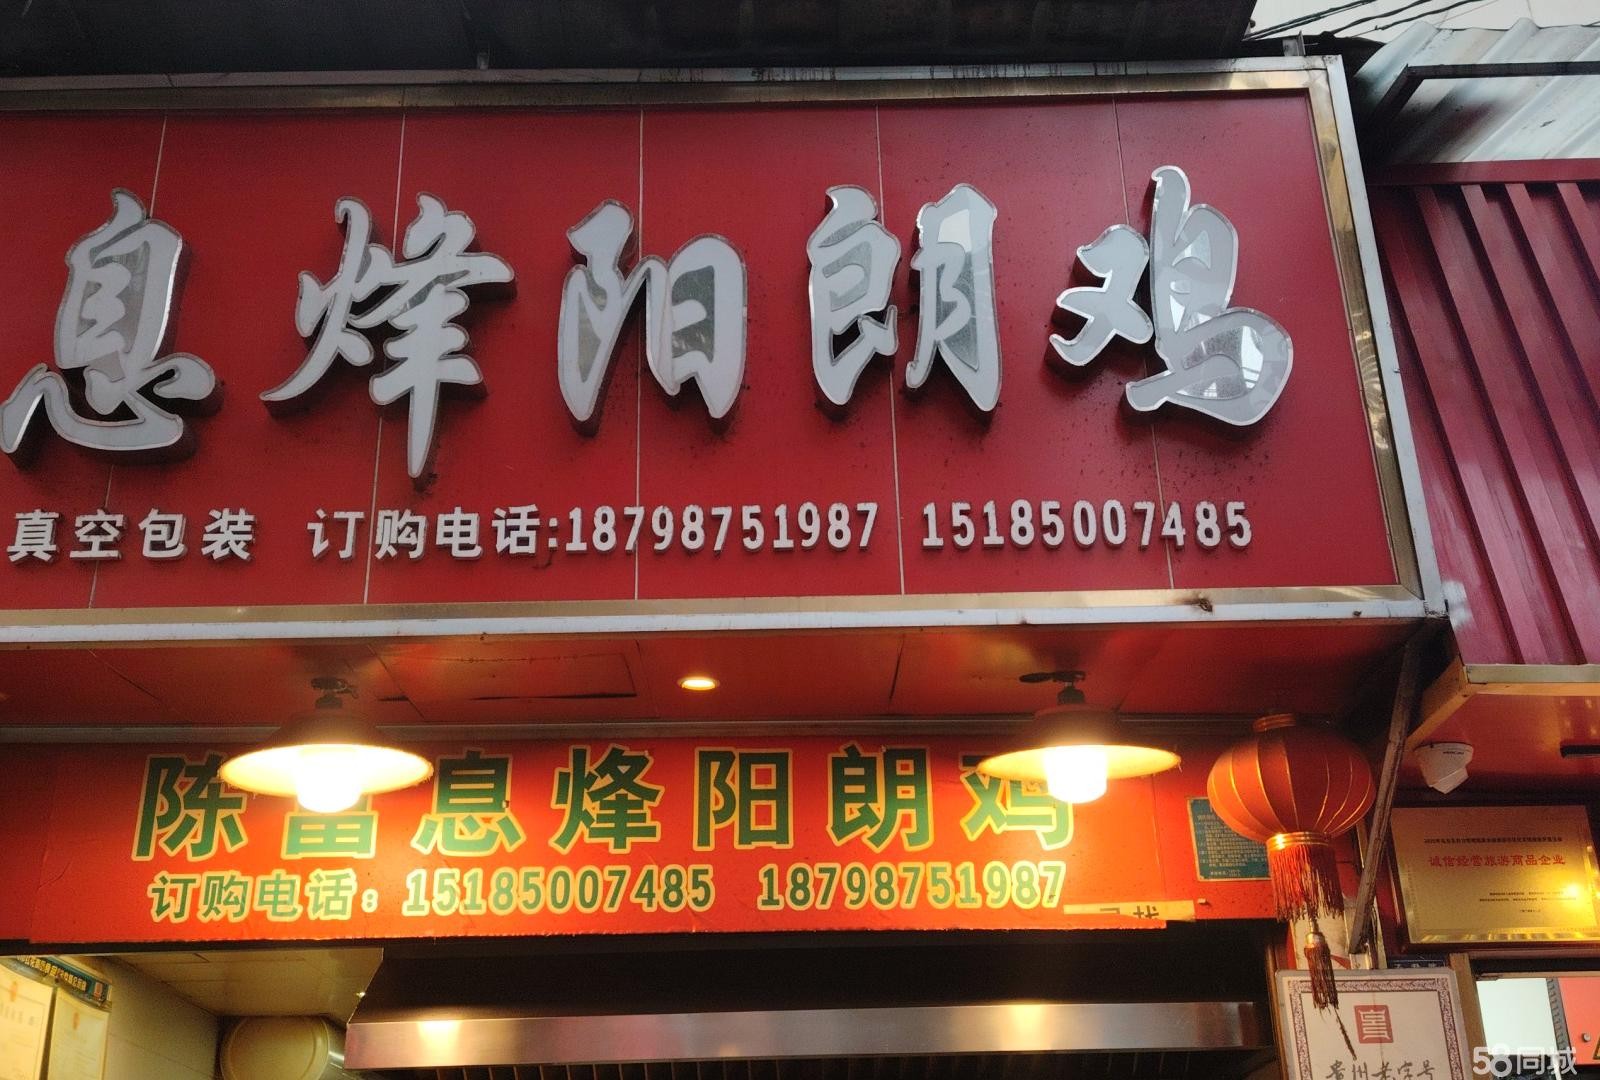 息烽阳朗鸡
真空包装 订购电话:18798751987 15185007485
陈富息烽阳朗鸡
订购电话: 15185007485 18798751987
诚信经营旅游商品企业
贵州老字号
58同城